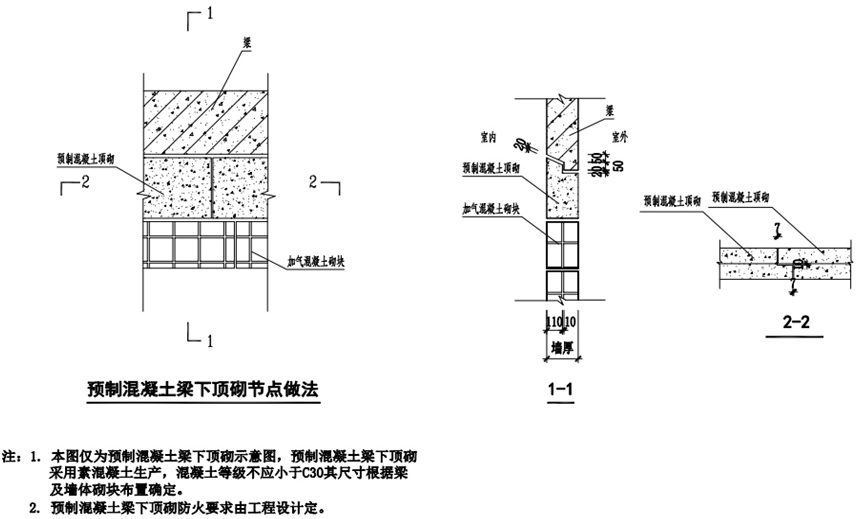 1
梁
预制混凝土顶砌
2
2
加气混凝土砌块
1
预制混凝土梁下顶砌节点做法
室内
室外
梁
20
预制混凝土顶砌
20 50
50
加气混凝土砌块
110 10
墙厚
1-1
预制混凝土顶砌
预制混凝土顶砌
7
10
7
2-2
注：1. 本图仅为预制混凝土梁下顶砌示意图，预制混凝土梁下顶砌
采用素混凝土生产，混凝土等级不应小于C30其尺寸根据梁
及墙体砌块布置确定。
2. 预制混凝土梁下顶砌防火要求由工程设计定。